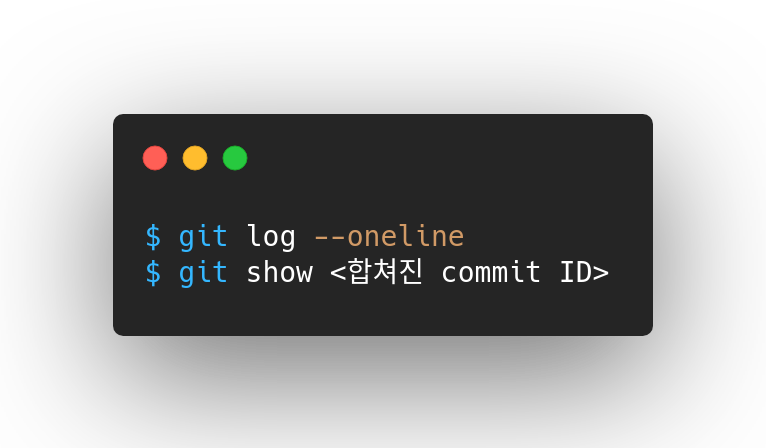 $ git log --oneline
$ git show <합쳐진 commit ID>